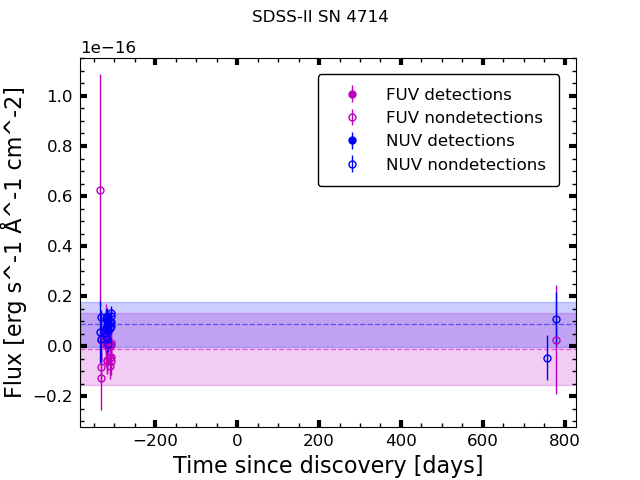 SDSS-II SN 4714
1e−16
FUV detections
FUV nondetections
NUV detections
NUV nondetections
1.0
0.8
0.6
0.4
0.2
0.0
−0.2
Flux [erg s^-1 Å^-1 cm^-2]
−200
0
200
400
600
800
Time since discovery [days]